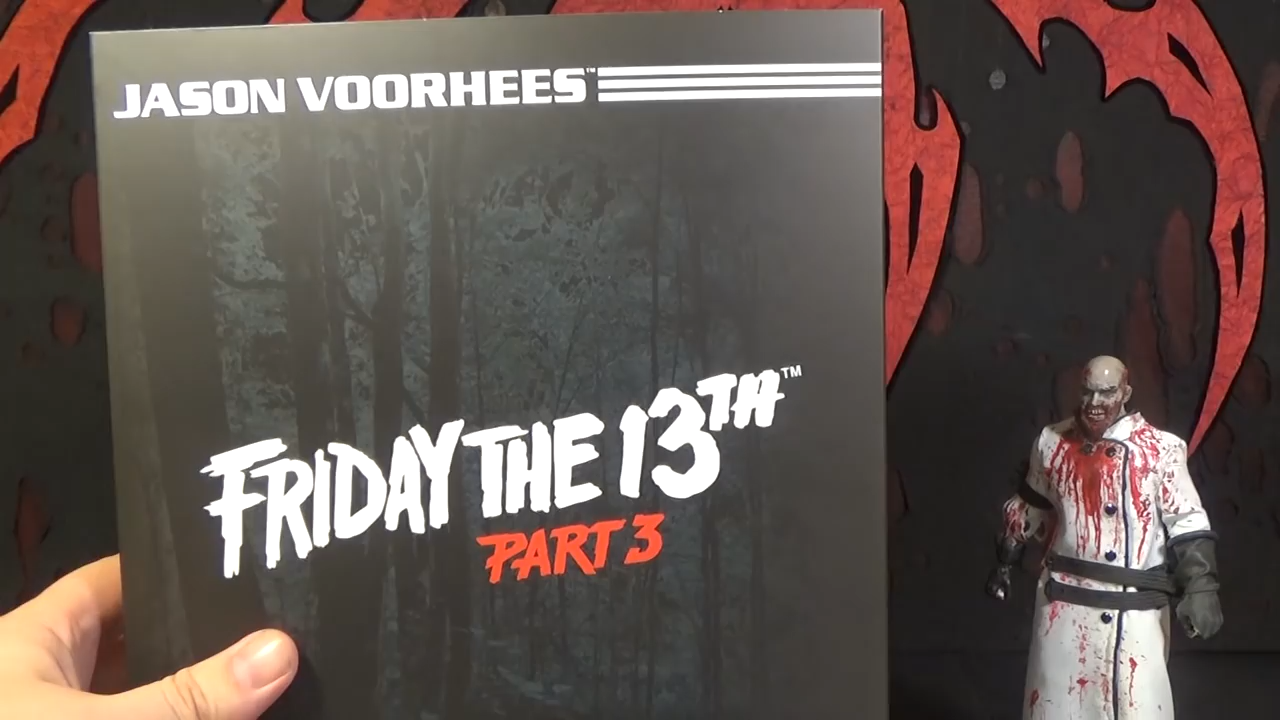 JASON VOORHEES™
FRIDAY THE 13TH™
PART 3